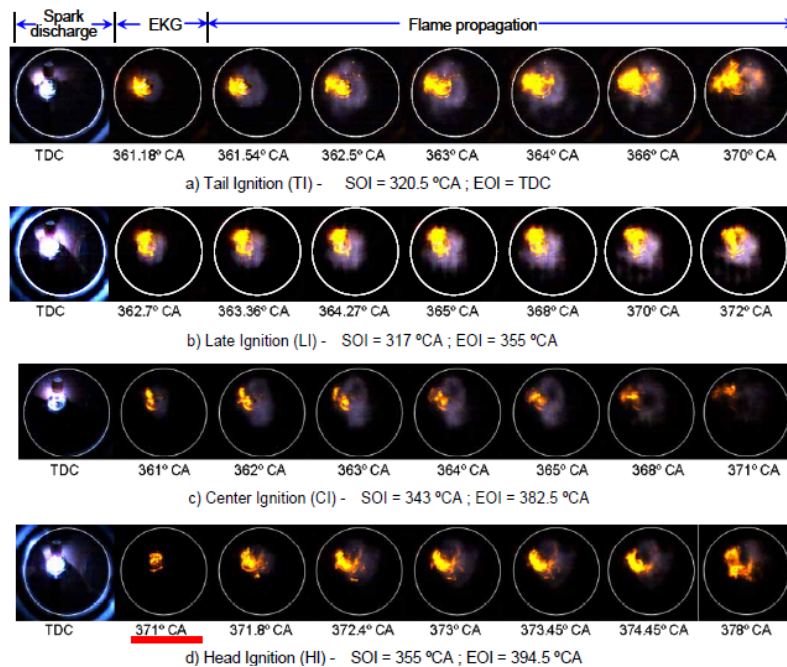 Spark discharge EKG Flame propagation
TDC 361.18º CA 361.54º CA 362.5º CA 363º CA 364º CA 366º CA 370º CA
a) Tail Ignition (TI) - SOI = 320.5 ºCA ; EOI = TDC
TDC 362.7º CA 363.36º CA 364.27º CA 365º CA 368º CA 370º CA 372º CA
b) Late Ignition (LI) - SOI = 317 ºCA ; EOI = 355 ºCA
TDC 361º CA 362º CA 363º CA 364º CA 365º CA 368º CA 371º CA
c) Center Ignition (CI) - SOI = 343 ºCA ; EOI = 382.5 ºCA
TDC 371º CA 371.8º CA 372.4º CA 373º CA 373.45º CA 374.45º CA 378º CA
d) Head Ignition (HI) - SOI = 355 ºCA ; EOI = 394.5 ºCA